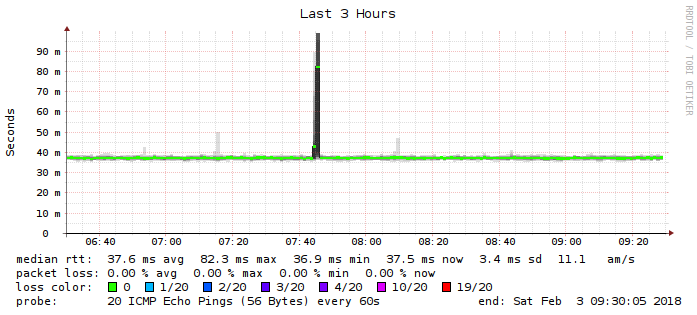 Last 3 Hours
RRDTOOL / TOBI OETIKER
Seconds
90 m
80 m
70 m
60 m
50 m
40 m
30 m
20 m
10 m
0
06:40 07:00 07:20 07:40 08:00 08:20 08:40 09:00 09:20
median rtt: 37.6 ms avg 82.3 ms max 36.9 ms min 37.5 ms now 3.4 ms sd 11.1 am/s
packet loss: 0.00 % avg 0.00 % max 0.00 % min 0.00 % now
loss color: 0 1/20 2/20 3/20 4/20 10/20 19/20
probe: 20 ICMP Echo Pings (56 Bytes) every 60s end: Sat Feb 3 09:30:05 2018